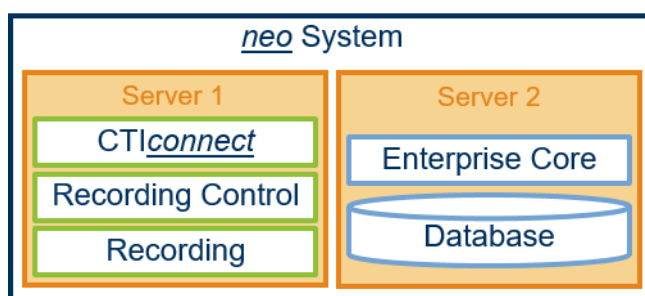 neo System
Server 1
CTIconnect
Recording Control
Recording
Server 2
Enterprise Core
Database